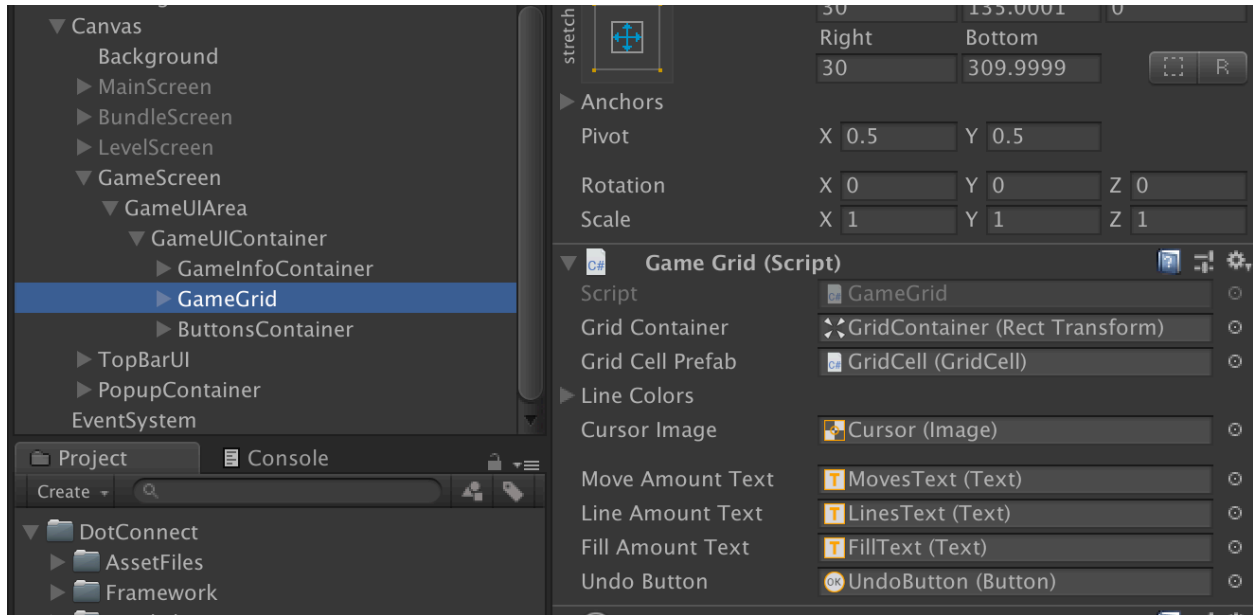 Canvas
Background
MainScreen
BundleScreen
LevelScreen
GameScreen
GameUIArea
GameUIContainer
GameInfoContainer
GameGrid
ButtonsContainer
TopBarUI
PopupContainer
EventSystem
Project Console
Create
DotConnect
AssetFiles
Framework
stretch
30 135.0001 0
Right Bottom
30 309.9999 R
Anchors
Pivot X 0.5 Y 0.5
Rotation X 0 Y 0 Z 0
Scale X 1 Y 1 Z 1
C# Game Grid (Script) ?
Script GameGrid
Grid Container GridContainer (Rect Transform)
Grid Cell Prefab GridCell (GridCell)
Line Colors
Cursor Image Cursor (Image)
Move Amount Text T MovesText (Text)
Line Amount Text T LinesText (Text)
Fill Amount Text T FillText (Text)
Undo Button OK UndoButton (Button)